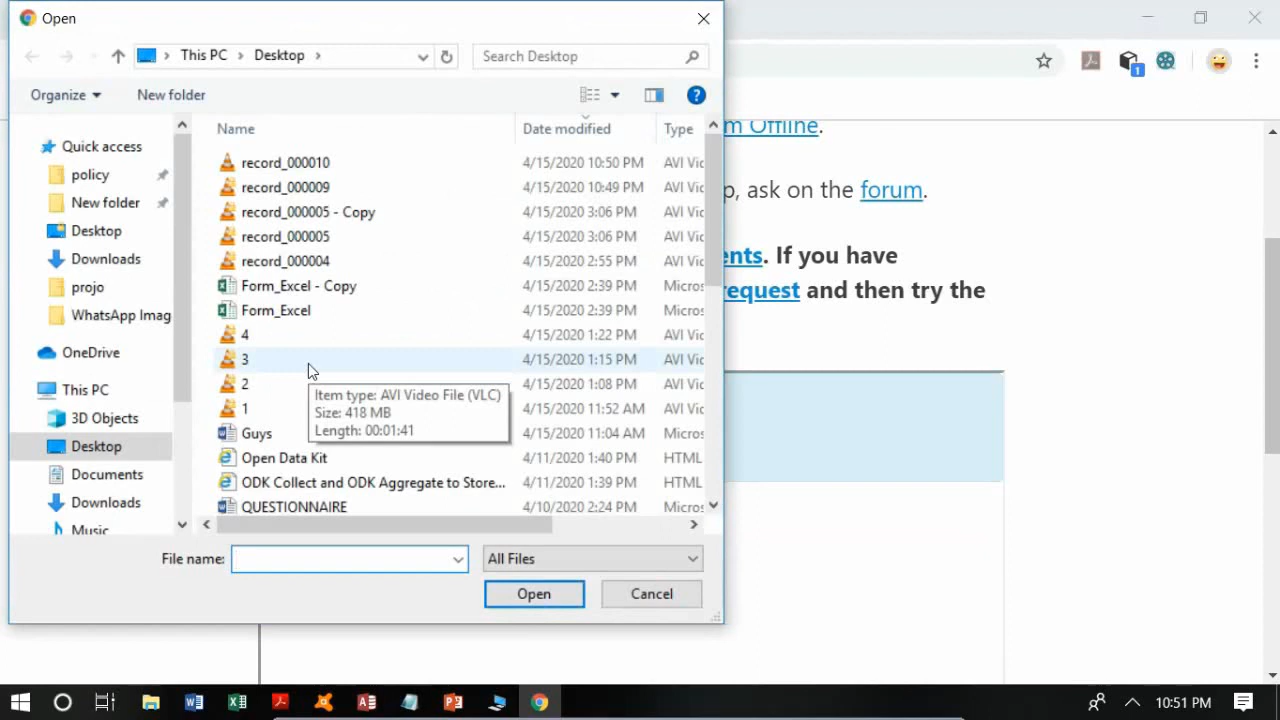 Open
This PC > Desktop >
Search Desktop
Organize
New folder
Name
Date modified
Type
Quick access
policy
New folder
Desktop
Downloads
projo
WhatsApp Imag
OneDrive
This PC
3D Objects
Desktop
Documents
Downloads
Music
record_000010 4/15/2020 10:50 PM AVI Vic
record_000009 4/15/2020 10:49 PM AVI Vic
record_000005 - Copy 4/15/2020 3:06 PM AVI Vic
record_000005 4/15/2020 3:06 PM AVI Vic
record_000004 4/15/2020 2:55 PM AVI Vic
Form_Excel - Copy 4/15/2020 2:39 PM Micros
Form_Excel 4/15/2020 2:39 PM Micros
4 4/15/2020 1:22 PM AVI Vic
3 4/15/2020 1:15 PM AVI Vic
2 4/15/2020 1:08 PM AVI Vic
1 4/15/2020 11:52 AM AVI Vic
Guys 4/15/2020 11:04 AM Micros
Open Data Kit 4/11/2020 1:40 PM HTML
ODK Collect and ODK Aggregate to Store... 4/11/2020 1:39 PM HTML
QUESTIONNAIRE 4/10/2020 2:24 PM Micros
Item type: AVI Video File (VLC)
Size: 418 MB
Length: 00:01:41
File name:
All Files
Open
Cancel
m Offline.
p, ask on the forum.
ents. If you have
request and then try the
1
10:51 PM